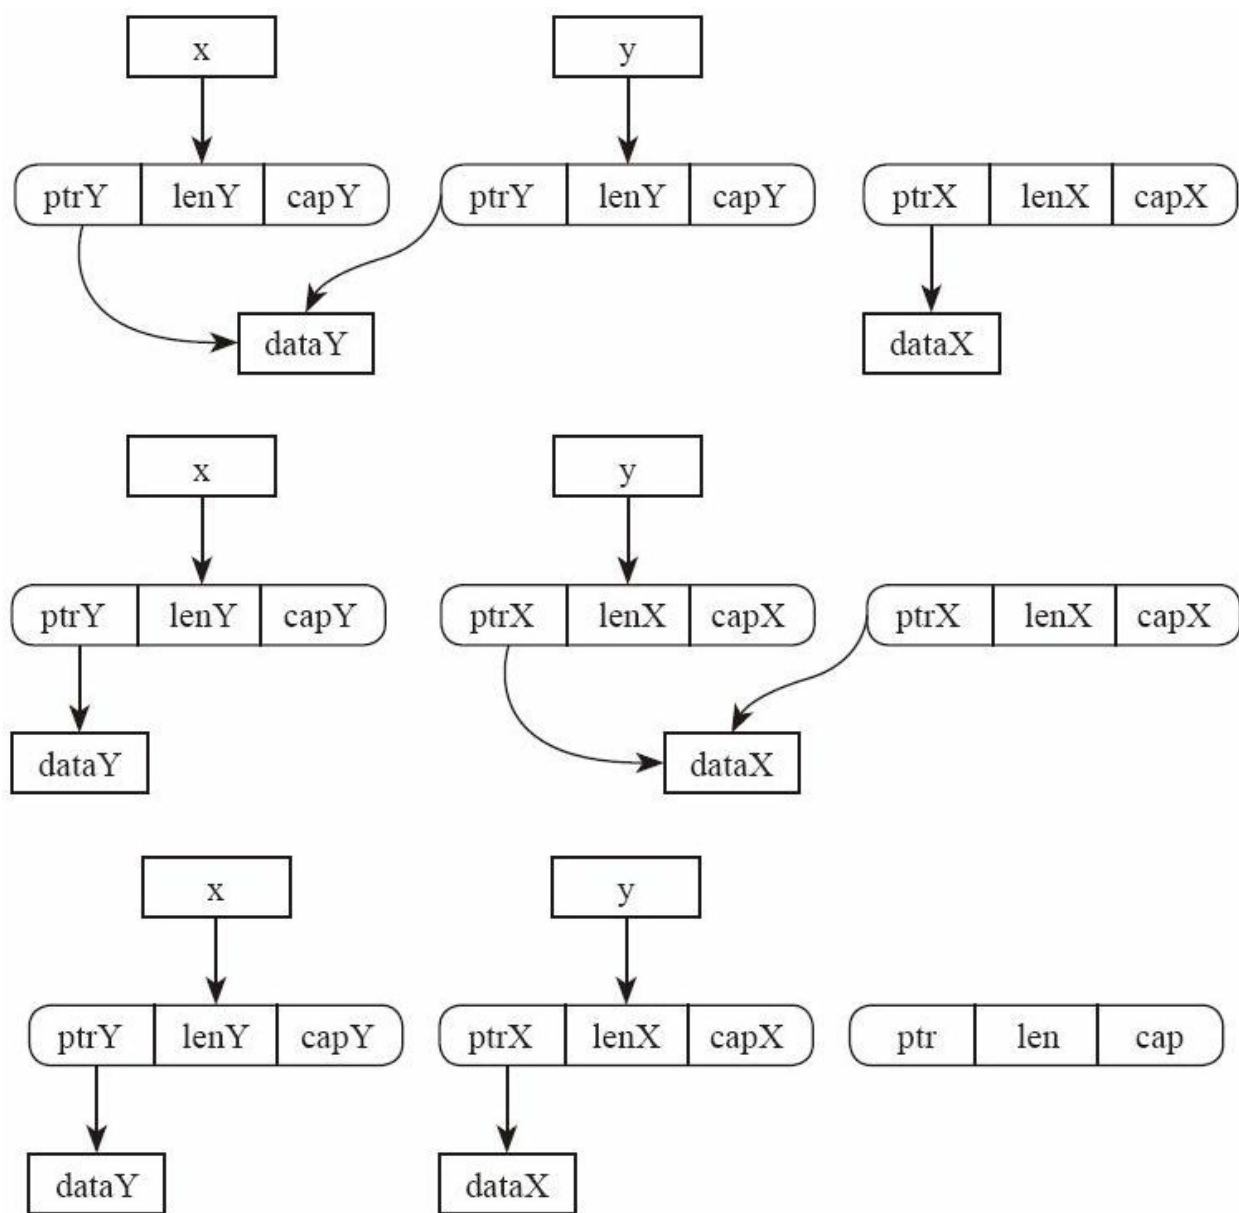 x y
ptrY lenY capY ptrY lenY capY ptrX lenX capX
dataY dataX
x y
ptrY lenY capY ptrX lenX capX ptrX lenX capX
dataY dataX
x y
ptrY lenY capY ptrX lenX capX ptr len cap
dataY dataX